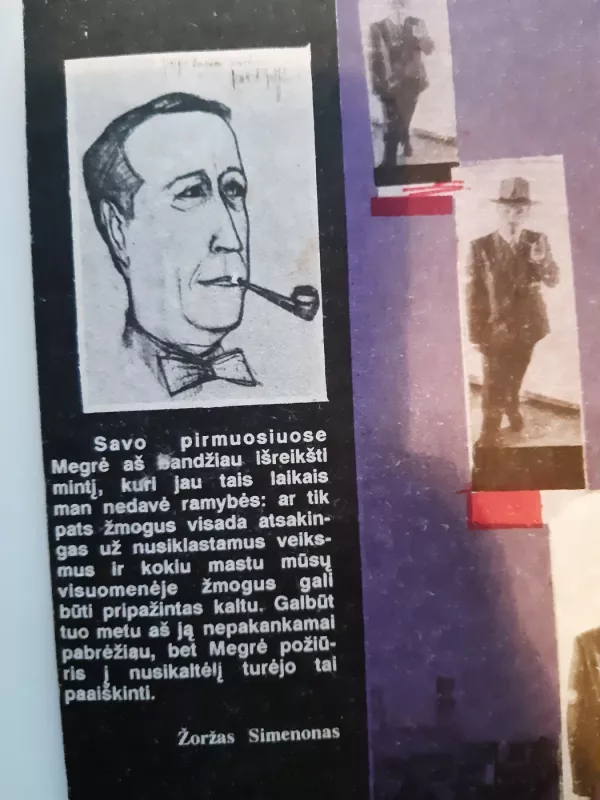 Savo pirmuosiuose
Megrė aš bandžiau išreikšti
mintį, kuri jau tais laikais
man nedavė ramybės: ar tik
pats žmogus visada atsakin-
gas už nusiklastamus veiks-
mus ir kokiu mastu mūsų
visuomenėje žmogus gali
būti pripažintas kaltu. Galbūt
tuo metu aš ją nepakankamai
pabrėžiau, bet Megrė požiū-
ris į nusikaltėlį turėjo tai
paaiškinti.
Žoržas Simenonas